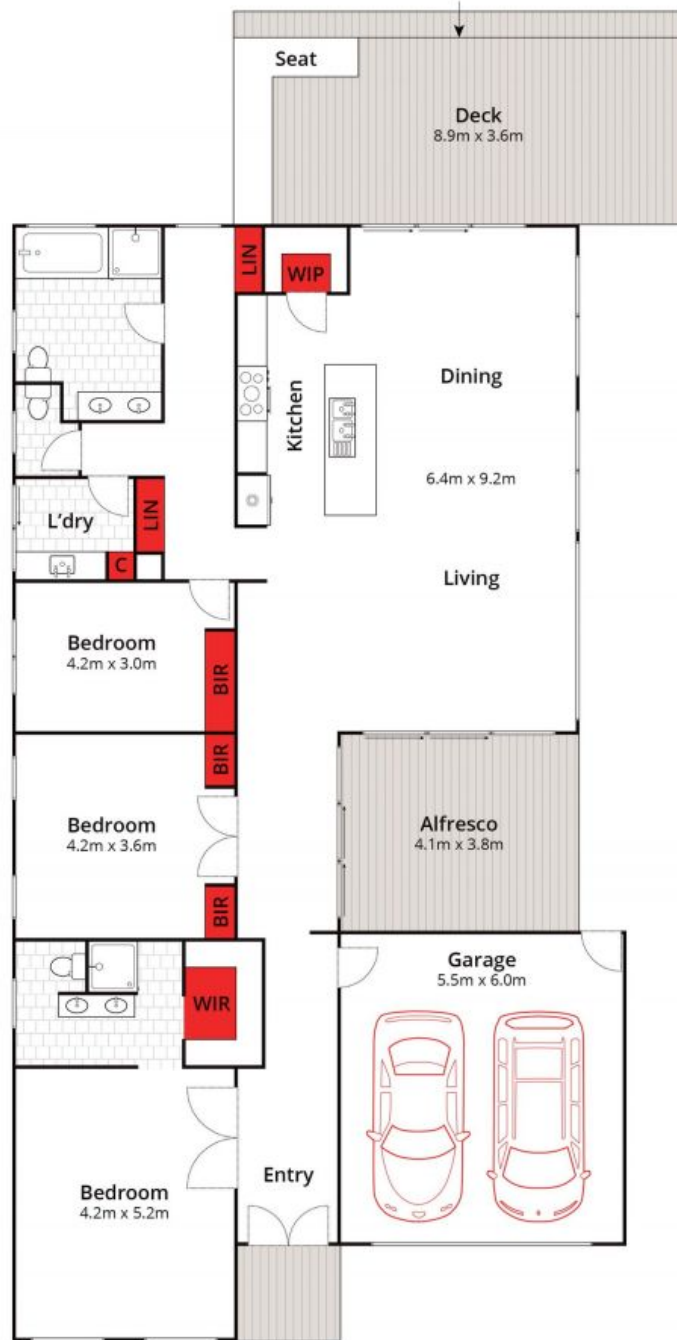 Seat
Deck
8.9m x 3.6m
LIN
WIP
Kitchen
Dining
6.4m x 9.2m
Living
L'dry
LIN
C
Bedroom
4.2m x 3.0m
BIR
BIR
Bedroom
4.2m x 3.6m
BIR
Alfresco
4.1m x 3.8m
Garage
5.5m x 6.0m
WIR
Bedroom
4.2m x 5.2m
Entry